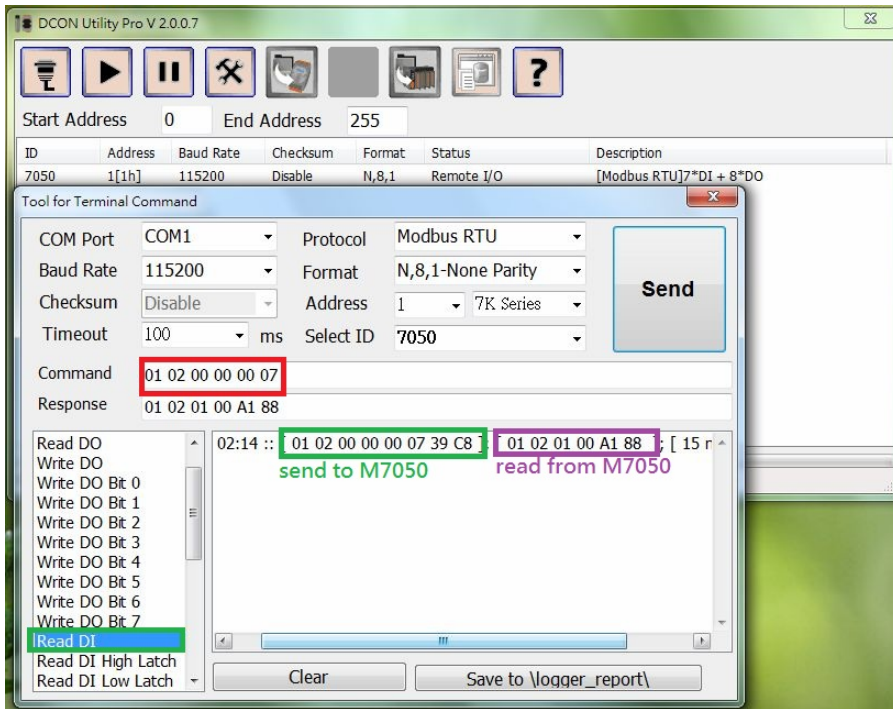 DCON Utility Pro V 2.0.0.7
?
Start Address 0 End Address 255
ID Address Baud Rate Checksum Format Status Description
7050 1[1h] 115200 Disable N,8,1 Remote I/O [Modbus RTU]7*DI + 8*DO
Tool for Terminal Command
COM Port COM1 Protocol Modbus RTU
Baud Rate 115200 Format N,8,1-None Parity
Checksum Disable Address 1 7K Series
Timeout 100 ms Select ID 7050
Send
Command 01 02 00 00 00 07
Response 01 02 01 00 A1 88
Read DO
Write DO
Write DO Bit 0
Write DO Bit 1
Write DO Bit 2
Write DO Bit 3
Write DO Bit 4
Write DO Bit 5
Write DO Bit 6
Write DO Bit 7
Read DI
Read DI High Latch
Read DI Low Latch
02:14 :: [ 01 02 00 00 00 07 39 C8 ] [ 01 02 01 00 A1 88 ]; [ 15
send to M7050 read from M7050
Clear Save to \logger_report\